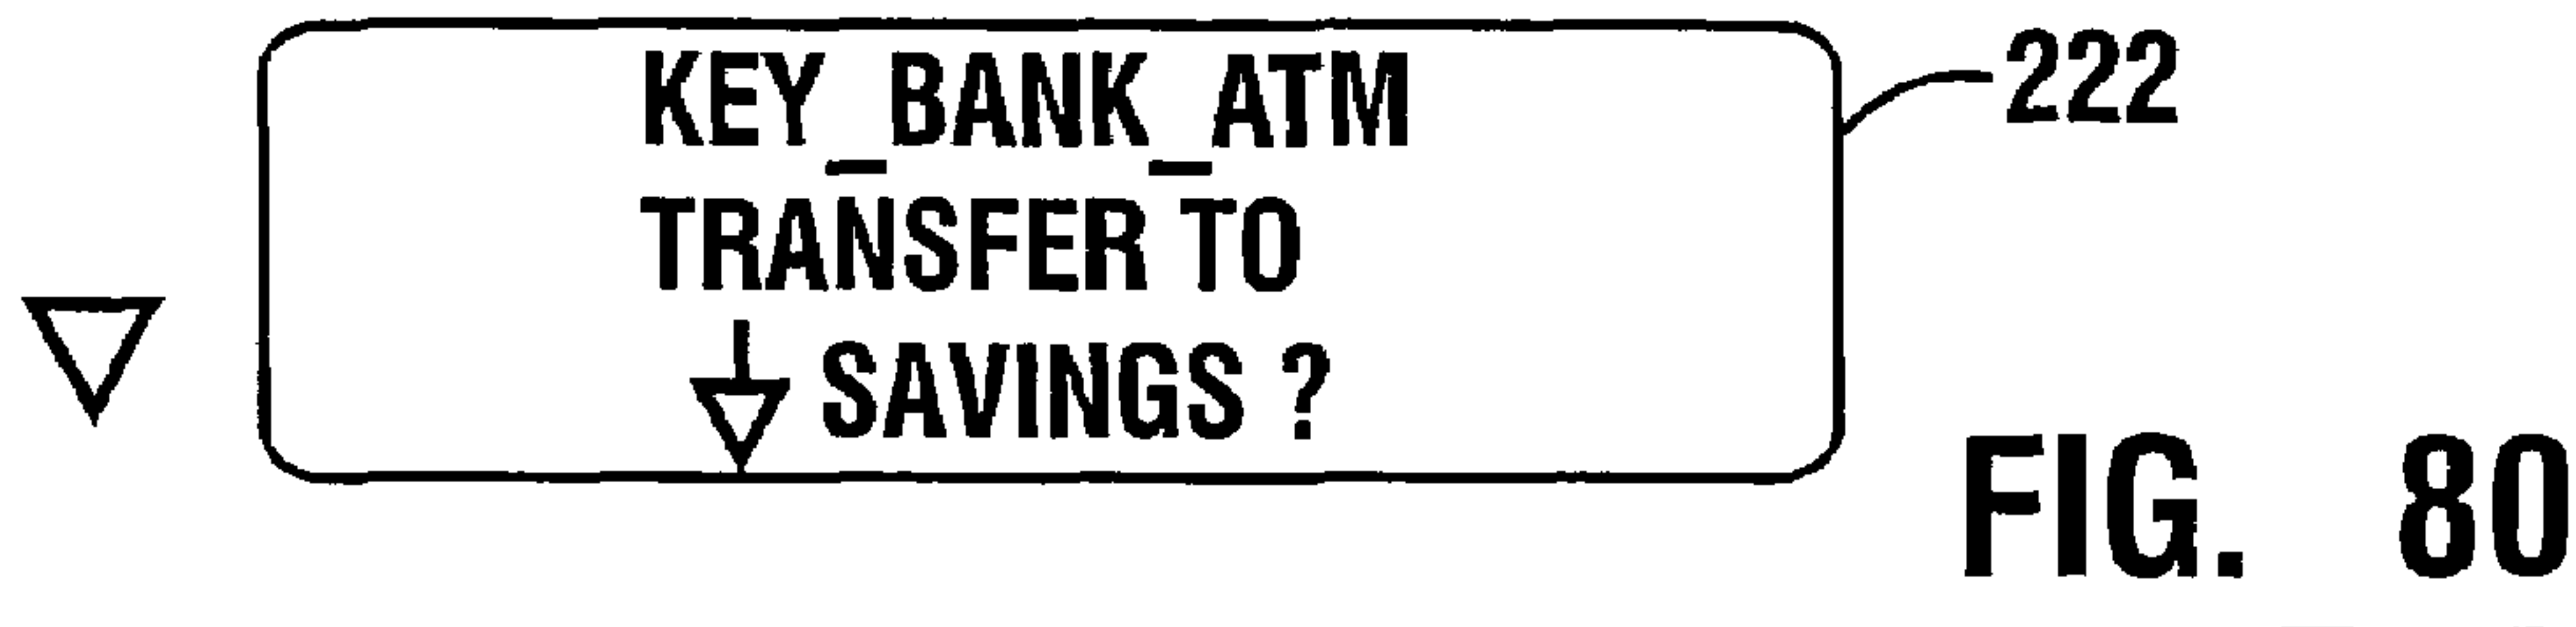 KEY_BANK_ATM
222
TRANSFER TO
SAVINGS ?
FIG. 80